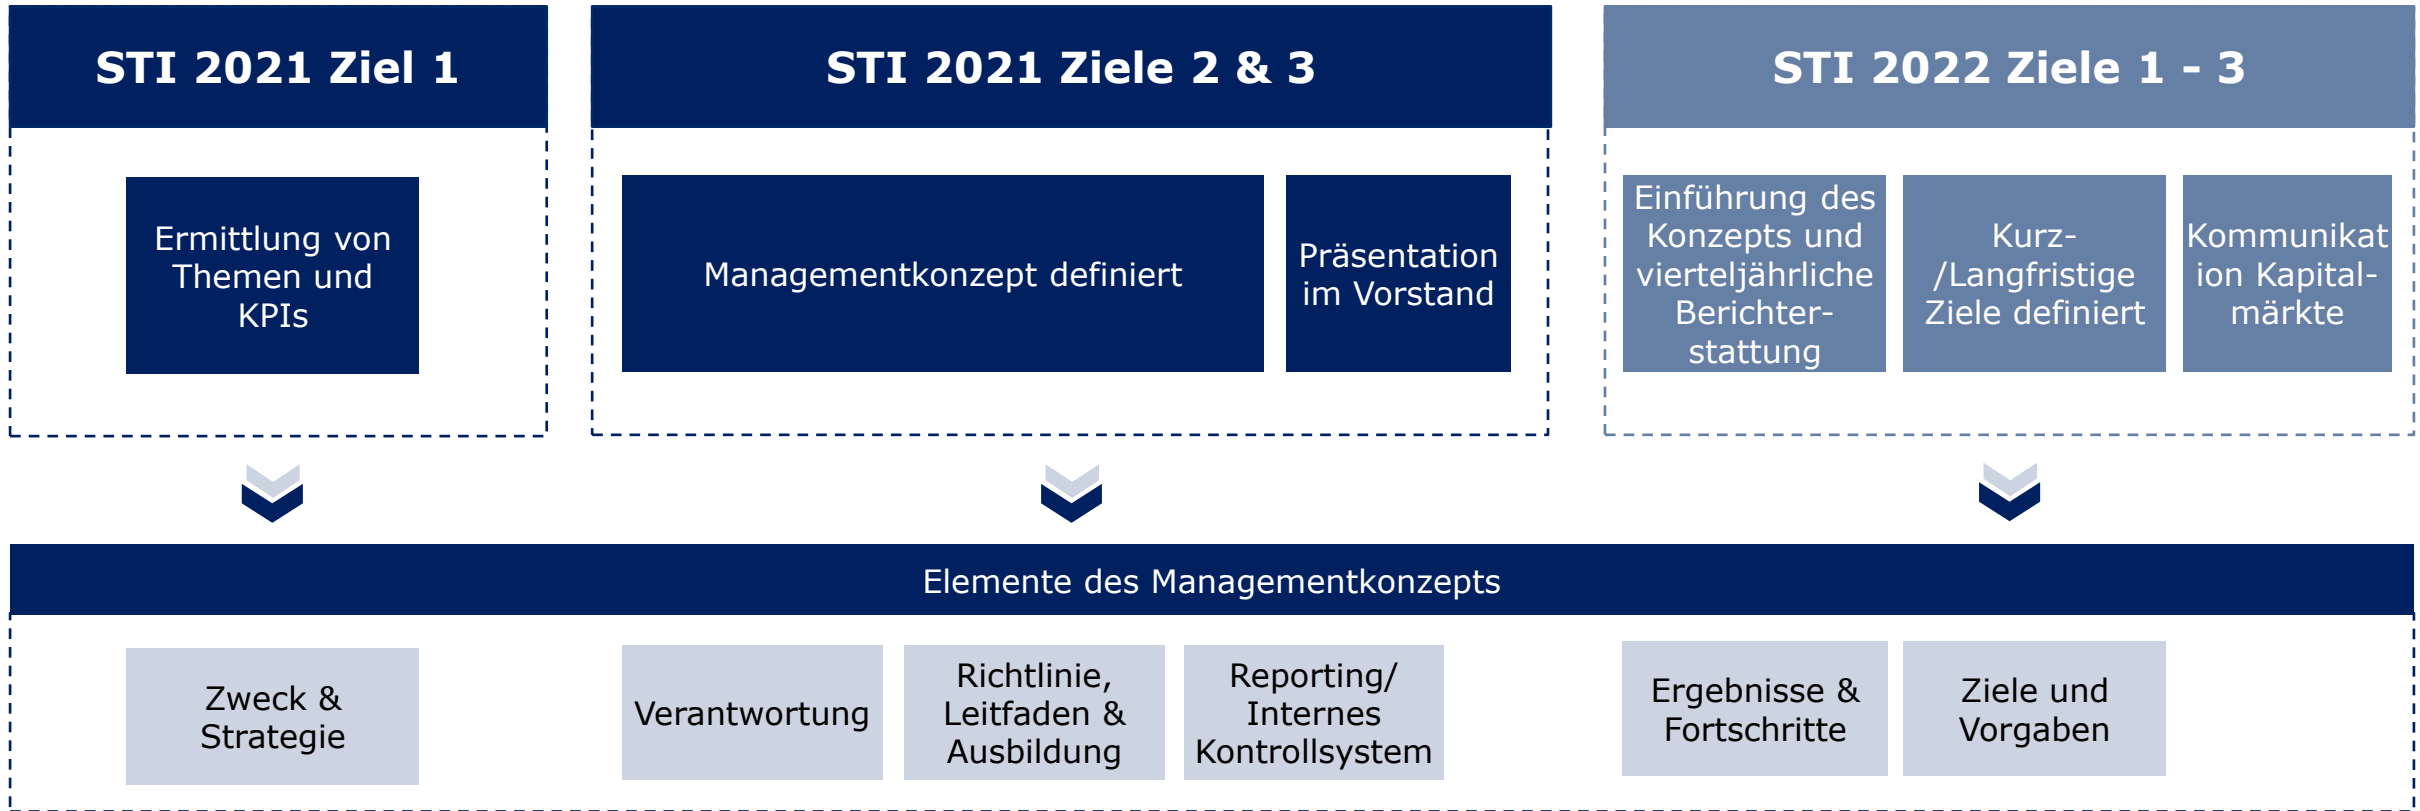 STI 2021 Ziel 1
STI 2021 Ziele 2 & 3
STI 2022 Ziele 1 - 3
Ermittlung von
Themen und
KPIs
Managementkonzept definiert
Präsentation
im Vorstand
Einführung des
Konzepts und
vierteljährliche
Berichter-
stattung
Kurz-
/Langfristige
Ziele definiert
Kommunikat
ion Kapital-
märkte
Elemente des Managementkonzepts
Zweck &
Strategie
Verantwortung
Richtlinie,
Leitfaden &
Ausbildung
Reporting/
Internes
Kontrollsystem
Ergebnisse &
Fortschritte
Ziele und
Vorgaben